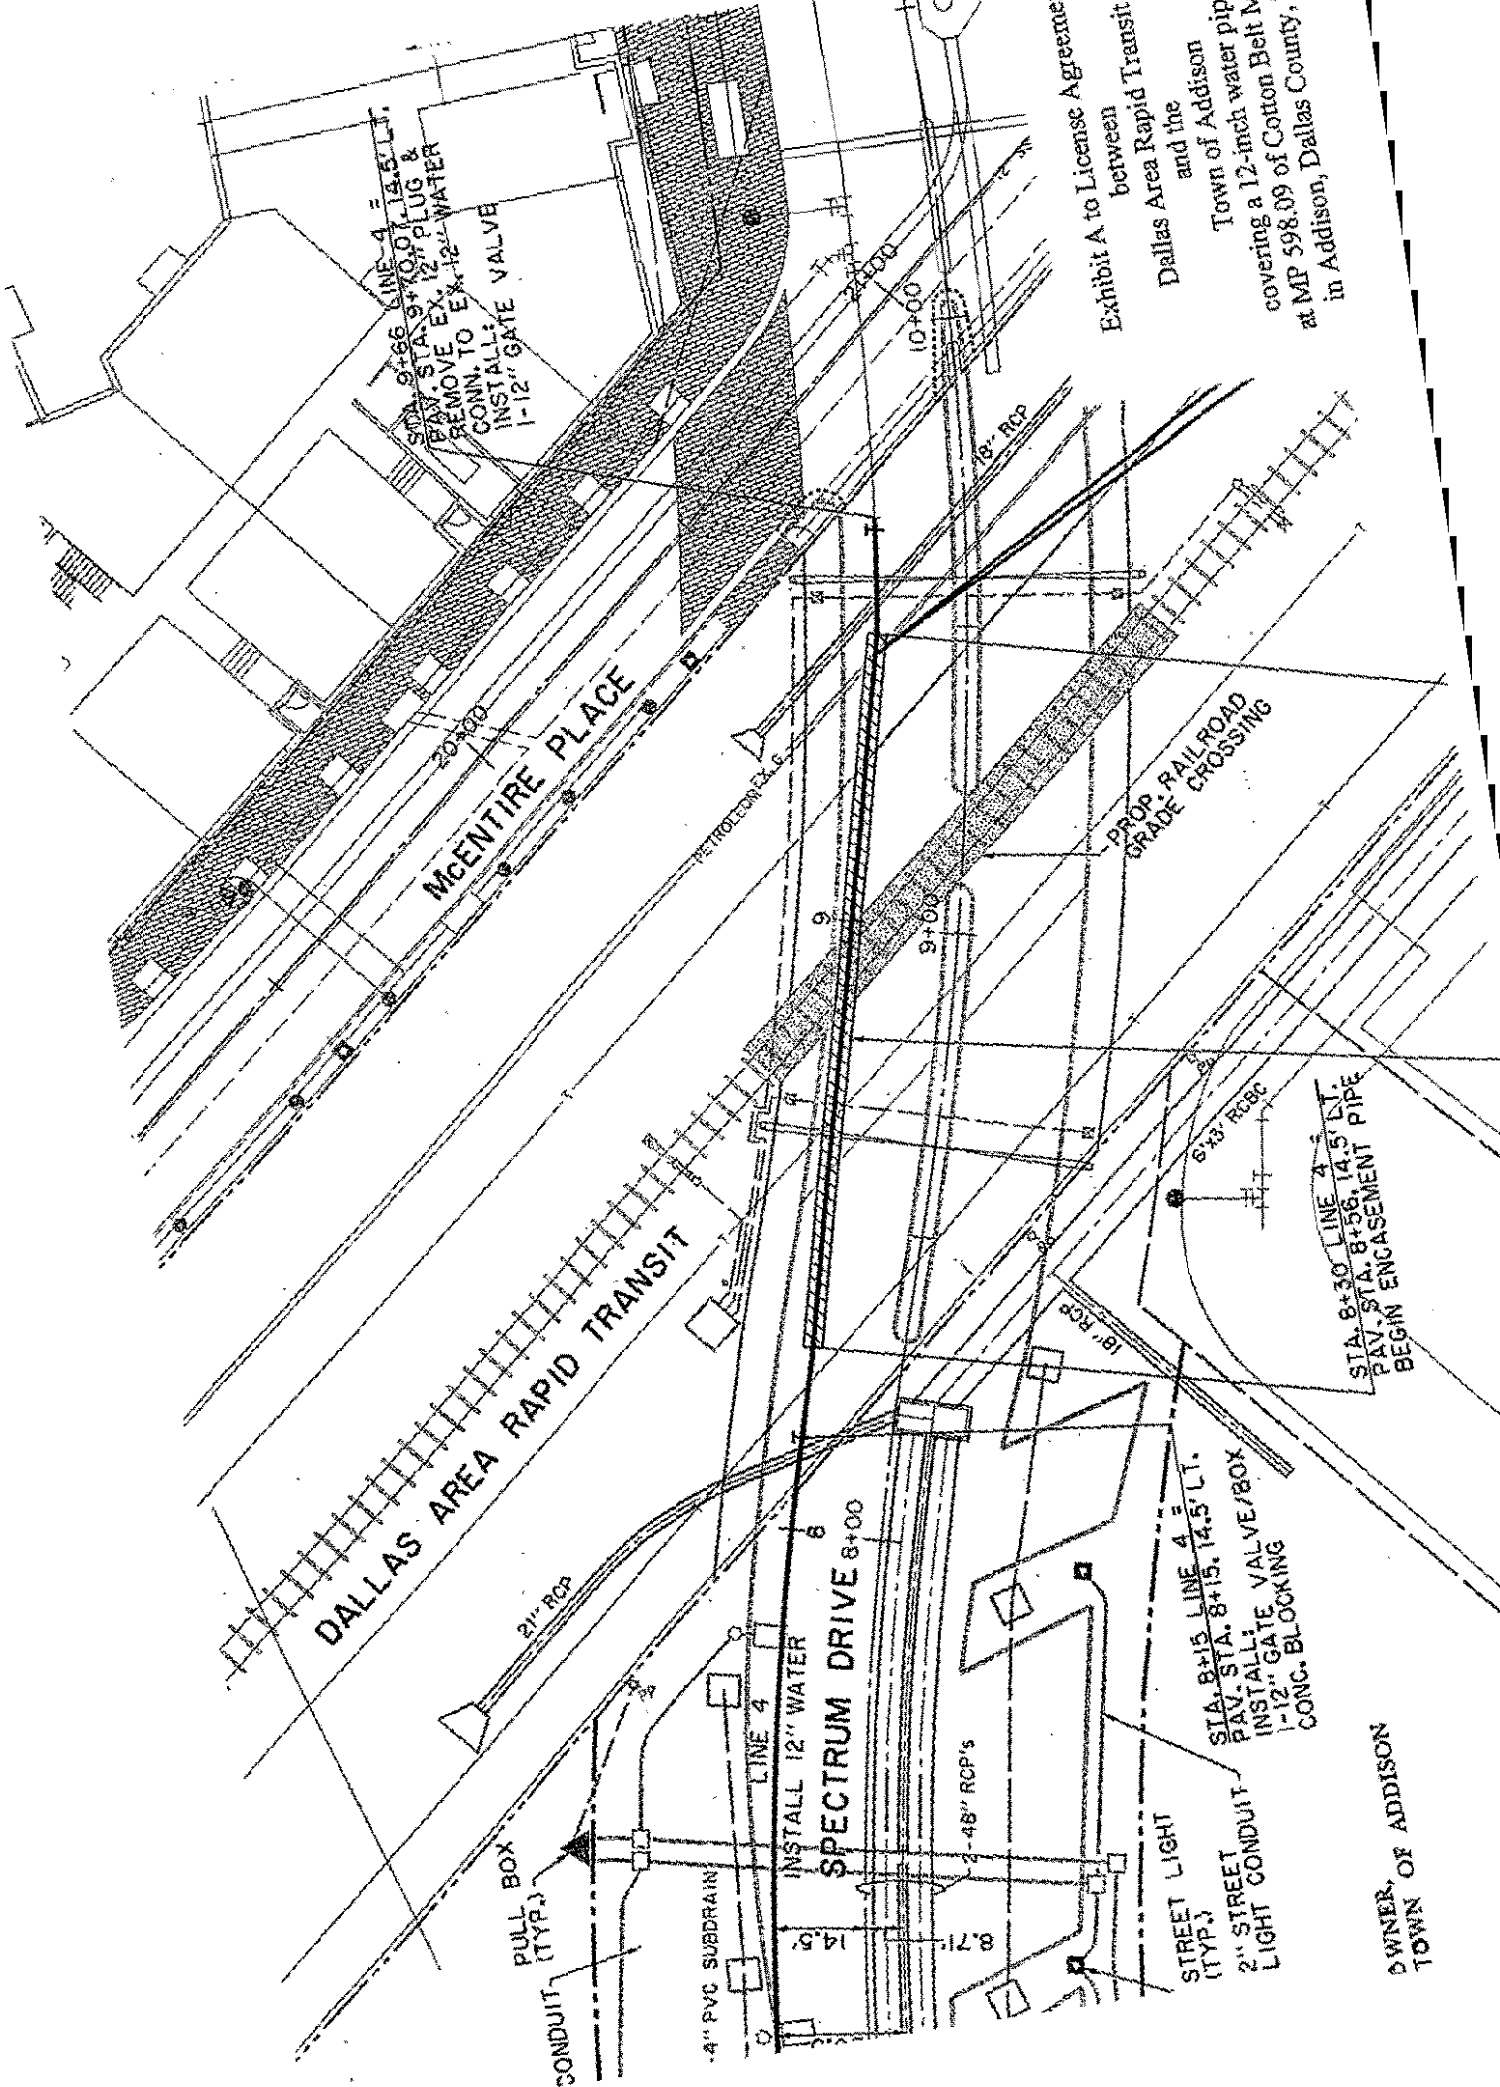 STA. 9+66 LINE 4 =
PAV. STA. 9+70.07, 14.5' LT.
REMOVE EX. 12" PLUG &
CONN. TO EX. 12" WATER
INSTALL:
1-12" GATE VALVE
Exhibit A to License Agreeme
between
Dallas Area Rapid Transit
and the
Town of Addison
covering a 12-inch water pip
at MP 598.09 of Cotton Belt M
in Addison, Dallas County,
McENTIRE PLACE
20+00
21+00
10+00
18" RCP
PETROLEUM
PROP. RAILROAD
GRADE CROSSING
9
9+00
DALLAS AREA RAPID TRANSIT
21" RCP
6'x3' RCBC
18" RCP
STA. 8+30 LINE 4 =
PAV. STA. 8+56, 14.5' LT.
BEGIN ENCASEMENT PIPE
8
8+00
LINE 4
INSTALL 12" WATER
SPECTRUM DRIVE
STA. 8+15 LINE 4 =
PAV. STA. 8+15, 14.5' LT.
INSTALL:
1-12" GATE VALVE/BOX
CONC. BLOCKING
PULL BOX
(TYP.)
CONDUIT
4" PVC SUBDRAIN
14.5'
8.71'
2-48" RCP's
STREET LIGHT
(TYP.)
2" STREET
LIGHT CONDUIT
OWNER,
TOWN OF ADDISON